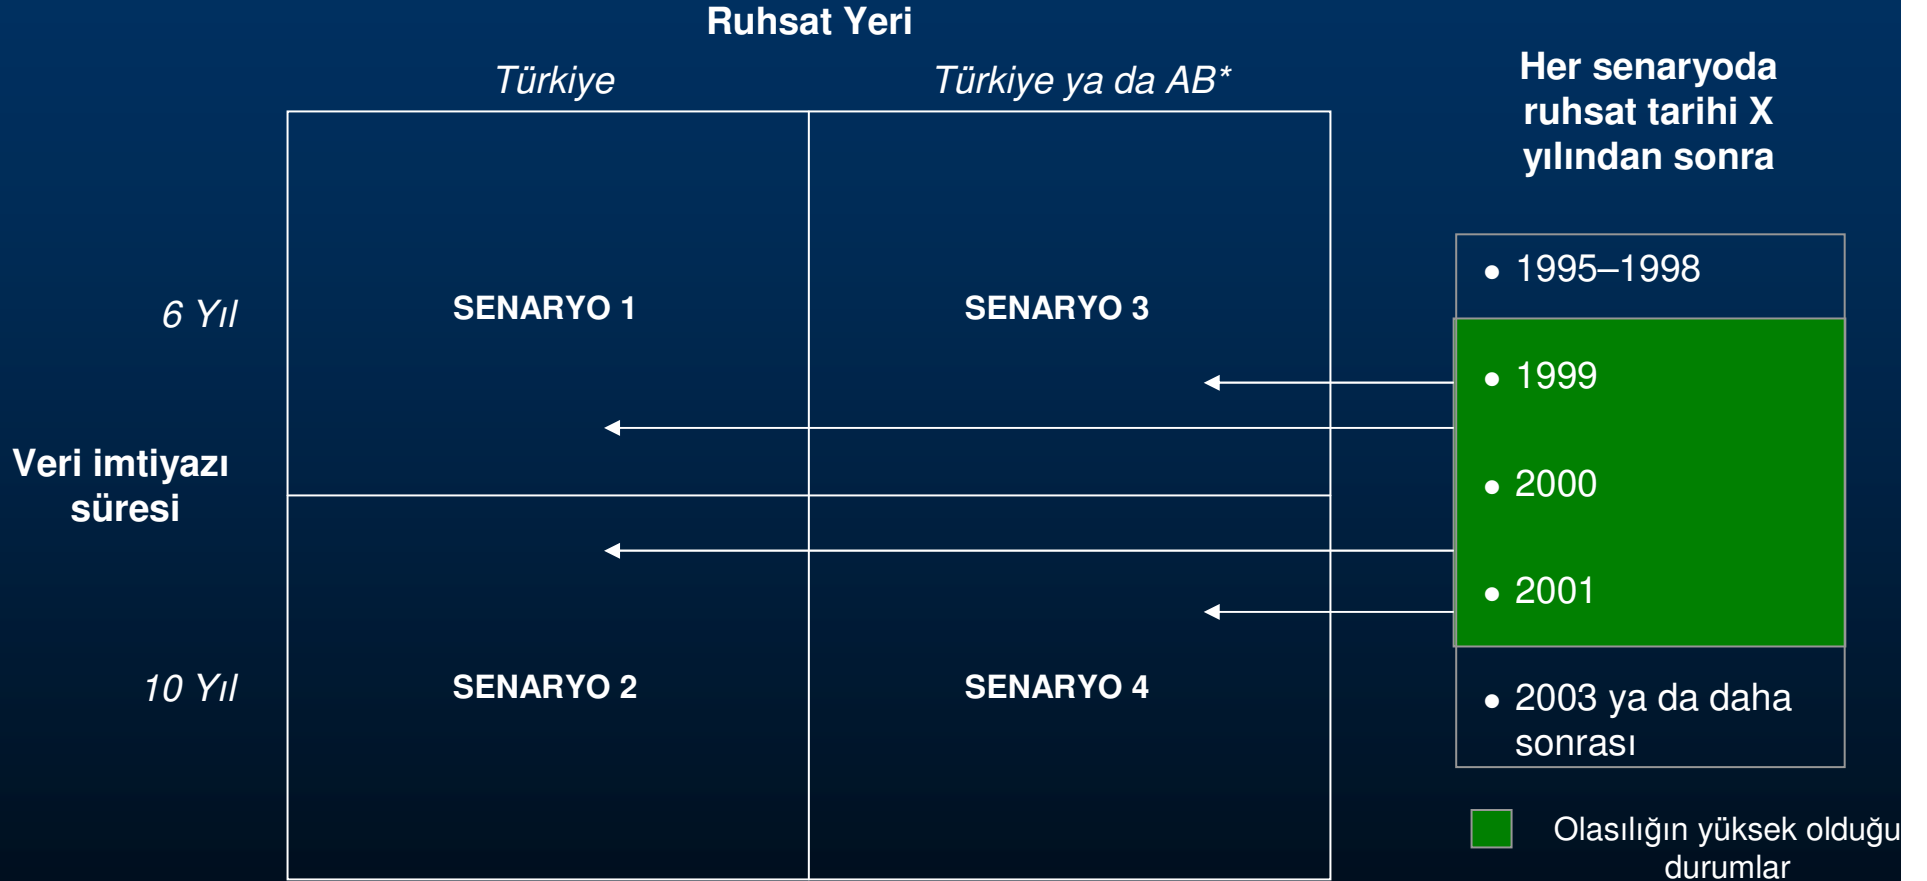 Ruhsat Yeri
Türkiye
Türkiye ya da AB*
Her senaryoda
ruhsat tarihi X
yılından sonra
6 Yıl
SENARYO 1
SENARYO 3
Veri imtiyazı
süresi
10 Yıl
SENARYO 2
SENARYO 4
• 1995–1998
• 1999
• 2000
• 2001
• 2003 ya da daha
sonrası
Olasılığın yüksek olduğu
durumlar